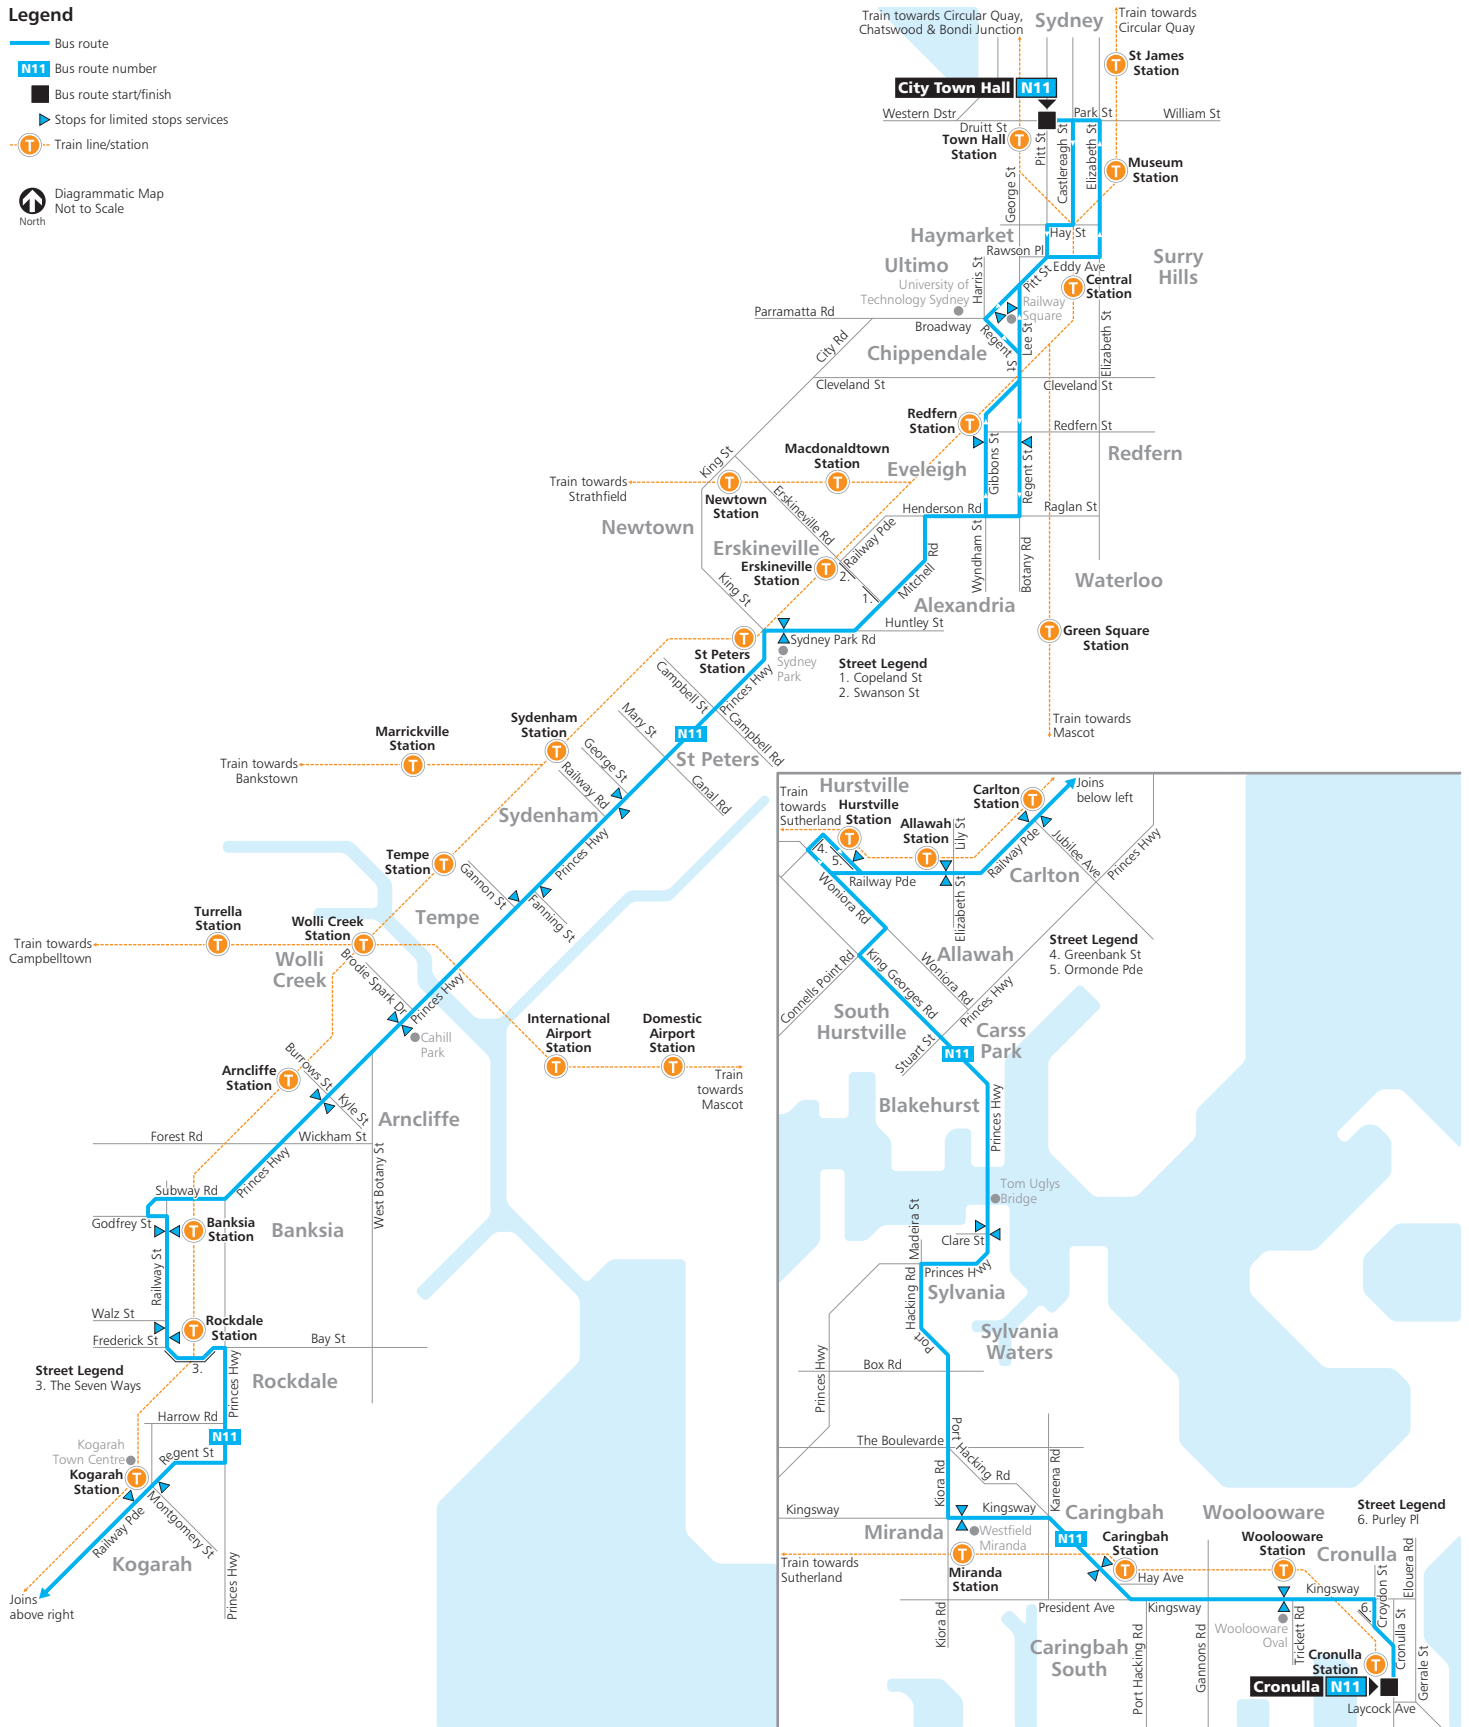 Legend
Bus route
N11 Bus route number
Bus route start/finish
Stops for limited stops services
T Train line/station
Diagrammatic Map
Not to Scale
North
Train towards Circular Quay,
Chatswood & Bondi Junction
Sydney
Train towards
Circular Quay
T
St James
Station
City Town Hall N11
Western Dstr
Druitt St
Park St
William St
T
Town Hall
Station
Pitt St
Castlereagh St
Elizabeth St
George St
T
Museum
Station
Haymarket
Hay St
Rawson Pl
Eddy Ave
Surry
Hills
Ultimo
Harris St
Pitt St
T
Central
Station
University of
Technology Sydney
Railway
Square
Parramatta Rd
Broadway
Regent St
Lee St
Elizabeth St
City Rd
Chippendale
Cleveland St
Cleveland St
Redfern
Station
T
Redfern St
Redfern
Gibbons St
Regent St
Eveleigh
King St
Macdonaldtown
Station
T
Train towards
Strathfield
T
Newtown
Station
Newtown
Erskineville Rd
Henderson Rd
Raglan St
Railway Pde
Erskineville
Erskineville
Station
T
2.
1.
Mitchell
Rd
Wyndham St
Botany Rd
Waterloo
Alexandria
King St
Huntley St
Sydney Park Rd
T
St Peters
Station
Sydney
Park
T
Green Square
Station
Street Legend
1. Copeland St
2. Swanson St
Train towards
Mascot
Campbell St
Princes Hwy
Campbell Rd
Mary St
N11
St Peters
Canal Rd
Sydenham
Station
T
George St
Railway Rd
Marrickville
Station
T
Train towards
Bankstown
Sydenham
Princes Hwy
Tempe
Station
T
Gannon St
Fanning St
Tempe
Turrella
Station
T
Wolli Creek
Station
T
Train towards
Campbelltown
Wolli
Creek
Brodie Spark Dr
Princes Hwy
Cahill
Park
International
Airport
Station
T
Domestic
Airport
Station
T
Train
towards
Mascot
Arncliffe
Station
T
Burrows St
Kyle St
Arncliffe
Forest Rd
Wickham St
West Botany St
Princes Hwy
Subway Rd
Godfrey St
T
Banksia
Station
Banksia
Railway St
Walz St
Frederick St
T
Rockdale
Station
Bay St
3.
Street Legend
3. The Seven Ways
Princes Hwy
Rockdale
Harrow Rd
N11
Regent St
Kogarah
Town Centre
Kogarah
Station
T
Montgomery St
Railway Pde
Kogarah
Princes Hwy
Joins
above right
Train
towards
Sutherland
Hurstville
Hurstville
Station
T
Carlton
Station
T
Joins
below left
Allawah
Station
T
Lily St
4.
5.
Railway Pde
Railway Pde
Jubilee Ave
Princes Hwy
Carlton
Woniora Rd
Elizabeth St
Allawah
Street Legend
4. Greenbank St
5. Ormonde Pde
Connells Point Rd
King Georges Rd
Woniora Rd
Princes Hwy
South
Hurstville
Stuart St
N11
Carss
Park
Blakehurst
Princes Hwy
Tom Uglys
Bridge
Madeira St
Clare St
Princes Hwy
Sylvania
Port
Hacking Rd
Sylvania
Waters
Princes Hwy
Box Rd
Port
Hacking
Rd
The Boulevarde
Kiora Rd
Kareena Rd
Kingsway
Kingsway
Miranda
Westfield
Miranda
N11
Caringbah
Woolooware
Street Legend
6. Purley Pl
Train towards
Sutherland
T
Miranda
Station
Caringbah
Station
T
Woolooware
Station
T
Cronulla
Hay Ave
Elouera Rd
Croydon St
President Ave
Kingsway
Kingsway
6.
Kiora Rd
Caringbah
South
Port Hacking Rd
Gannons Rd
Woolooware
Oval
Trickett Rd
Cronulla St
Gerrale St
Cronulla
Station
T
Cronulla N11
Laycock Ave